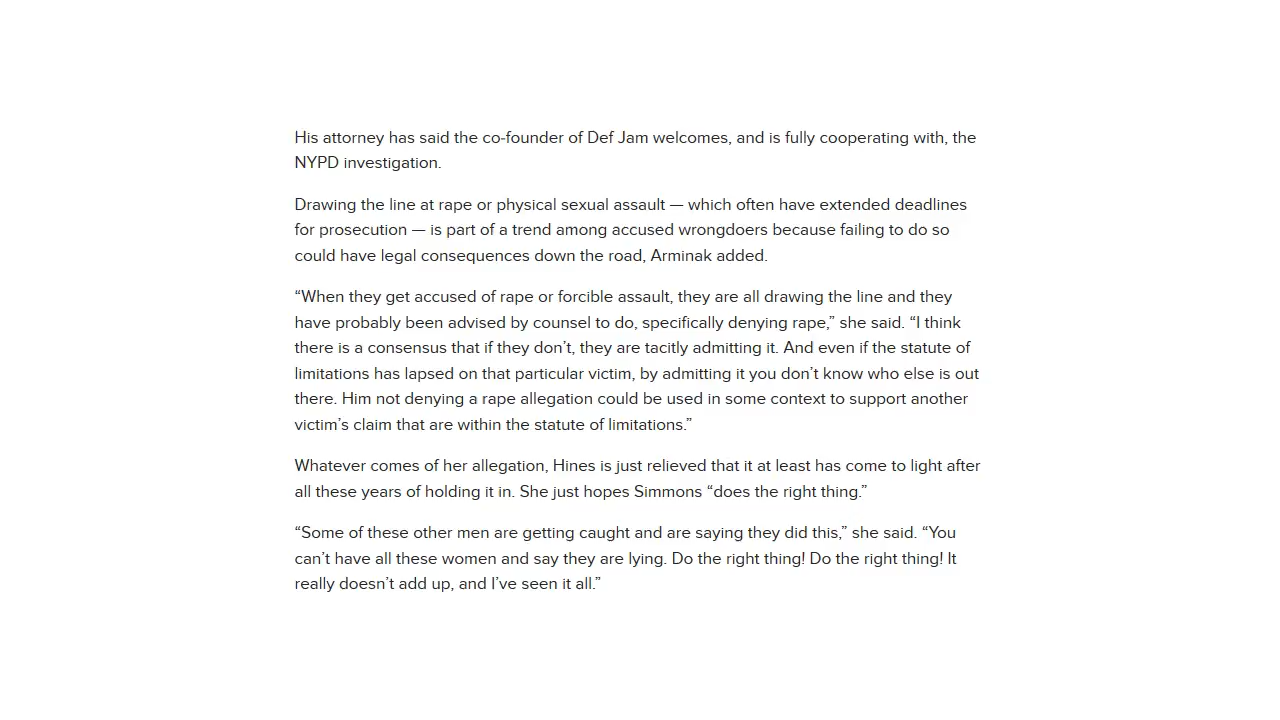 His attorney has said the co-founder of Def Jam welcomes, and is fully cooperating with, the
NYPD investigation.
Drawing the line at rape or physical sexual assault — which often have extended deadlines
for prosecution — is part of a trend among accused wrongdoers because failing to do so
could have legal consequences down the road, Arminak added.
“When they get accused of rape or forcible assault, they are all drawing the line and they
have probably been advised by counsel to do, specifically denying rape,” she said. “I think
there is a consensus that if they don’t, they are tacitly admitting it. And even if the statute of
limitations has lapsed on that particular victim, by admitting it you don’t know who else is out
there. Him not denying a rape allegation could be used in some context to support another
victim’s claim that are within the statute of limitations.”
Whatever comes of her allegation, Hines is just relieved that it at least has come to light after
all these years of holding it in. She just hopes Simmons “does the right thing.”
“Some of these other men are getting caught and are saying they did this,” she said. “You
can’t have all these women and say they are lying. Do the right thing! Do the right thing! It
really doesn’t add up, and I’ve seen it all.”